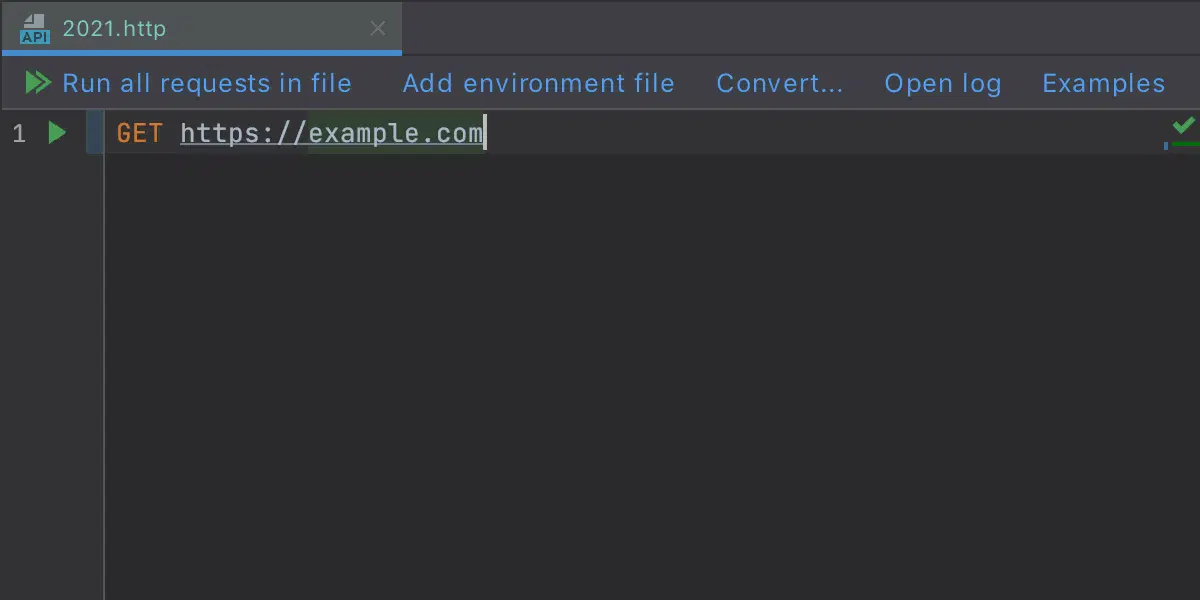 API 2021.http
Run all requests in file Add environment file Convert... Open log Examples
1 GET https://example.com